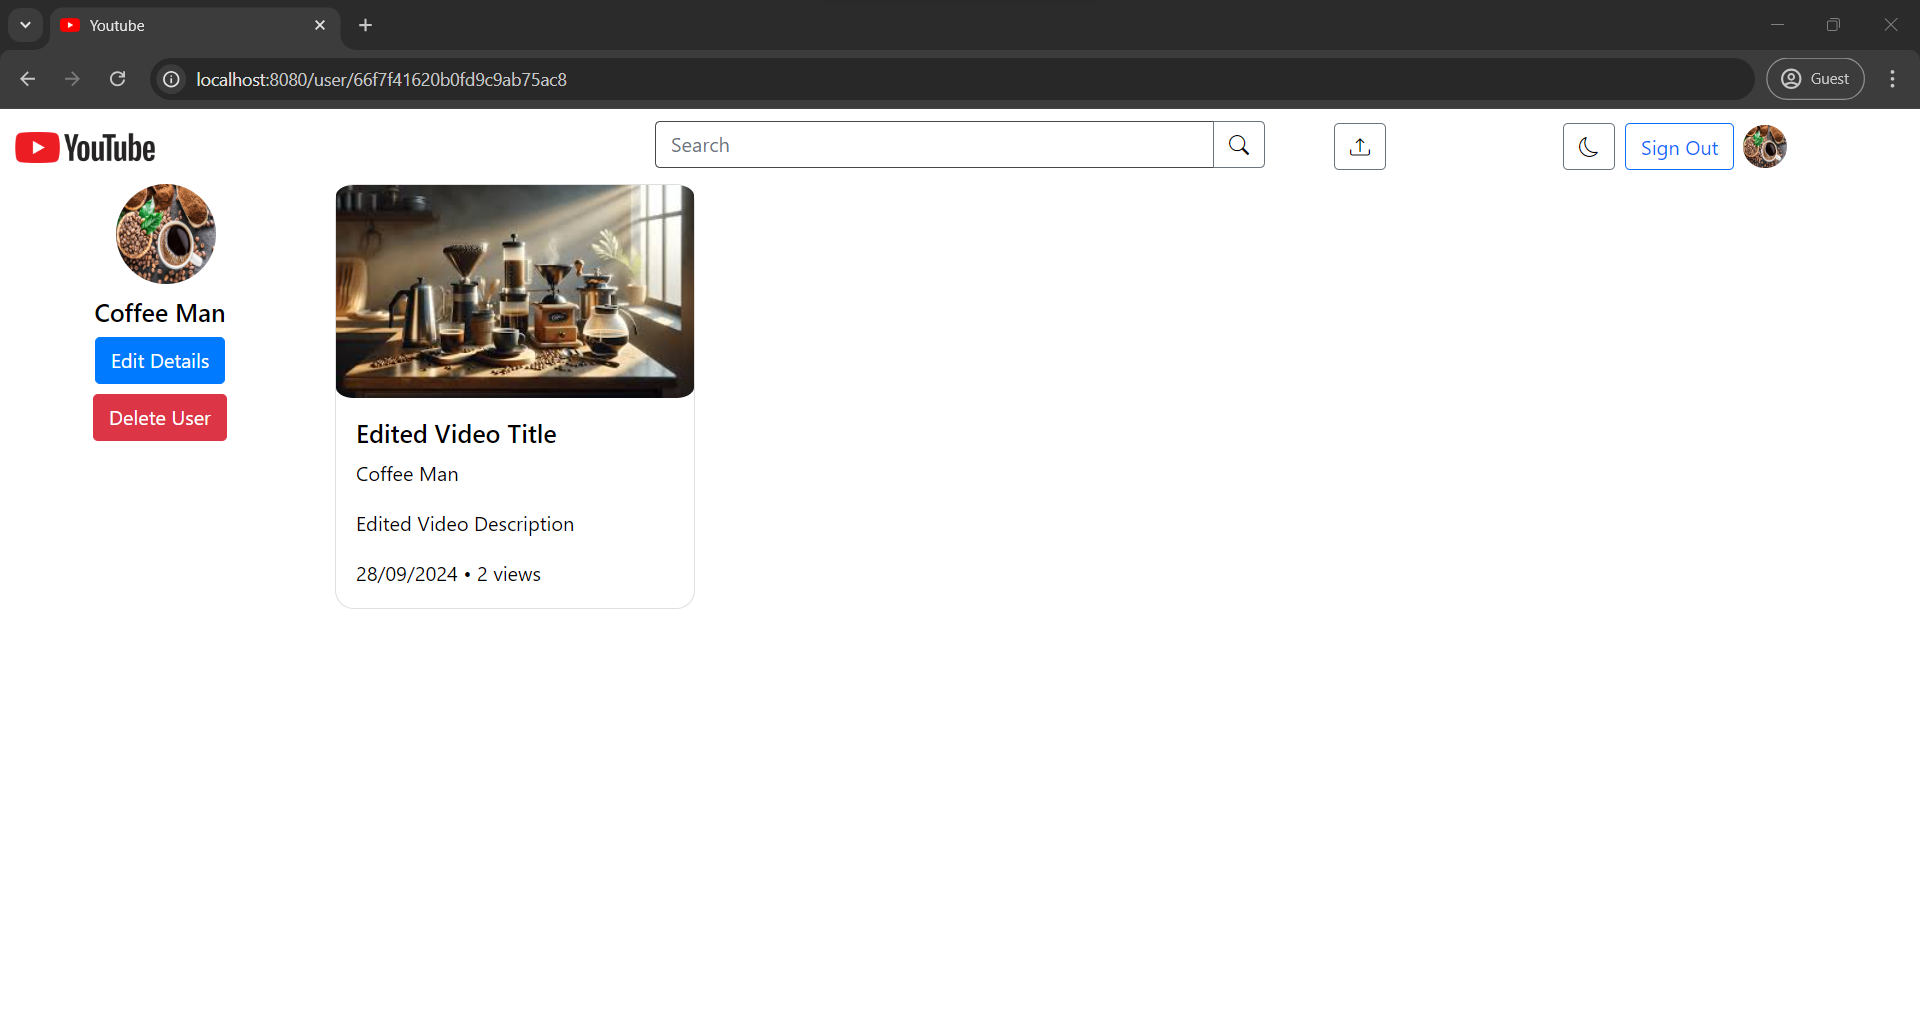 Youtube
localhost:8080/user/66f7f41620b0fd9c9ab75ac8
Guest
YouTube
Search
Sign Out
Coffee Man
Edit Details
Delete User
Edited Video Title
Coffee Man
Edited Video Description
28/09/2024 • 2 views